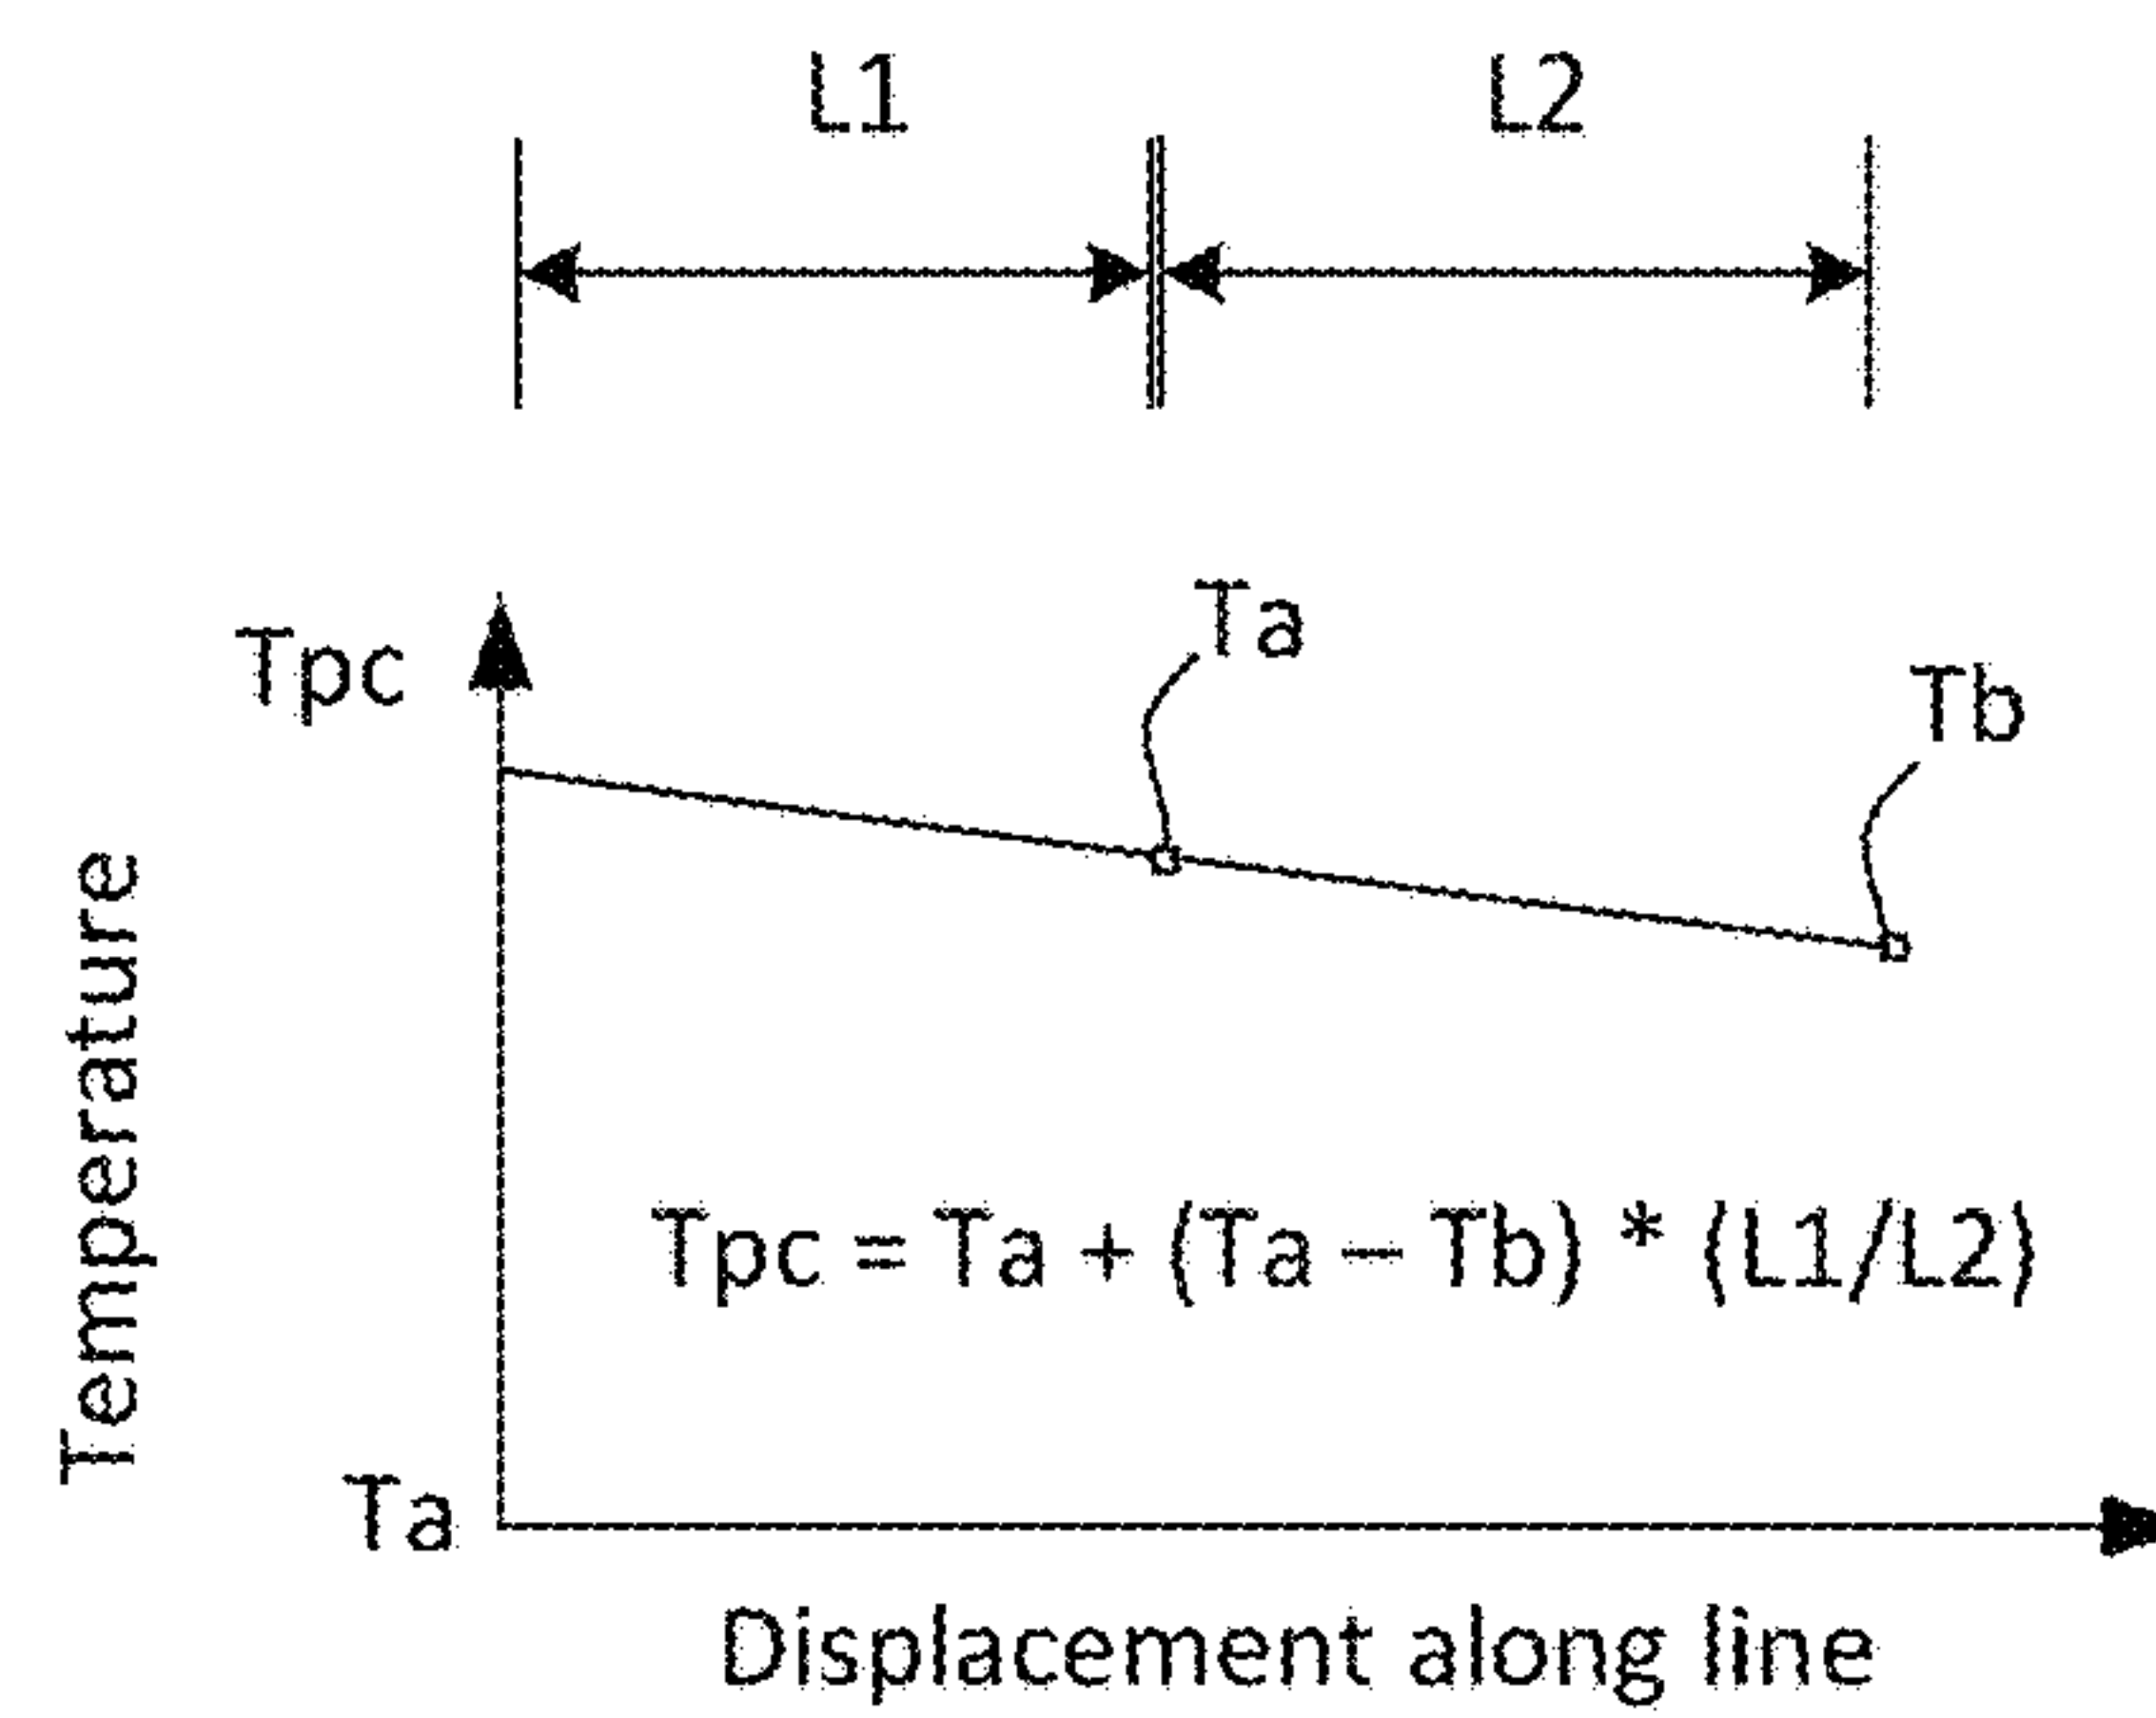 L1
L2
Tpc
Ta
Tb
Temperature
Tpc = Ta + (Ta – Tb) * (L1/L2)
Ta
Displacement along line